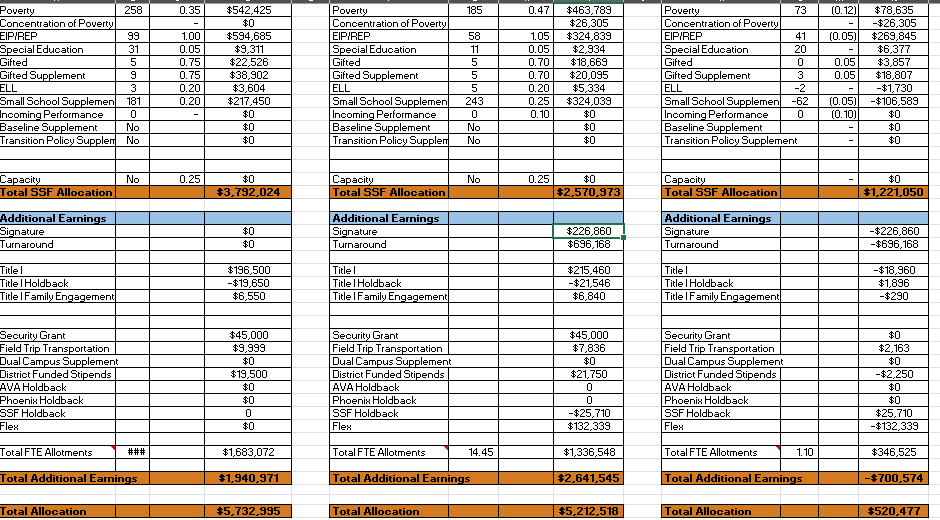 Poverty 258 0.35 $542,425 Poverty 185 0.47 $463,789 Poverty 73 (0.12) $78,635
Concentration of Poverty - $0 Concentration of Poverty $26,305 Concentration of Poverty - -$26,305
EIP/REP 99 1.00 $594,685 EIP/REP 58 1.05 $324,839 EIP/REP 41 (0.05) $269,845
Special Education 31 0.05 $9,311 Special Education 11 0.05 $2,934 Special Education 20 - $6,377
Gifted 5 0.75 $22,526 Gifted 5 0.70 $18,669 Gifted 0 0.05 $3,857
Gifted Supplement 9 0.75 $38,902 Gifted Supplement 5 0.70 $20,095 Gifted Supplement 3 0.05 $18,807
ELL 3 0.20 $3,604 ELL 5 0.20 $5,334 ELL -2 - -$1,730
Small School Supplemen 181 0.20 $217,450 Small School Supplemen 243 0.25 $324,039 Small School Supplemen -62 (0.05) -$106,589
Incoming Performance 0 - $0 Incoming Performance 0 0.10 $0 Incoming Performance 0 (0.10) $0
Baseline Supplement No $0 Baseline Supplement No $0 Baseline Supplement - $0
Transition Policy Supplem No $0 Transition Policy Supplem No $0 Transition Policy Supplement - $0
Capacity No 0.25 $0 Capacity No 0.25 $0 Capacity - $0
Total SSF Allocation $3,792,024 Total SSF Allocation $2,570,973 Total SSF Allocation $1,221,050
Additional Earnings Additional Earnings Additional Earnings
Signature $0 Signature $226,860 Signature -$226,860
Turnaround $0 Turnaround $696,168 Turnaround -$696,168
Title I $196,500 Title I $215,460 Title I -$18,960
Title I Holdback -$19,650 Title I Holdback -$21,546 Title I Holdback $1,896
Title I Family Engagement $6,550 Title I Family Engagement $6,840 Title I Family Engagement -$290
Security Grant $45,000 Security Grant $45,000 Security Grant $0
Field Trip Transportation $9,999 Field Trip Transportation $7,836 Field Trip Transportation $2,163
Dual Campus Supplement $0 Dual Campus Supplement $0 Dual Campus Supplement $0
District Funded Stipends $19,500 District Funded Stipends $21,750 District Funded Stipends -$2,250
AVA Holdback $0 AVA Holdback 0 AVA Holdback $0
Phoenix Holdback $0 Phoenix Holdback 0 Phoenix Holdback $0
SSF Holdback 0 SSF Holdback -$25,710 SSF Holdback $25,710
Flex $0 Flex $132,339 Flex -$132,339
Total FTE Allotments ### $1,683,072 Total FTE Allotments 14.45 $1,336,548 Total FTE Allotments 1.10 $346,525
Total Additional Earnings $1,940,971 Total Additional Earnings $2,641,545 Total Additional Earnings -$700,574
Total Allocation $5,732,995 Total Allocation $5,212,518 Total Allocation $520,477